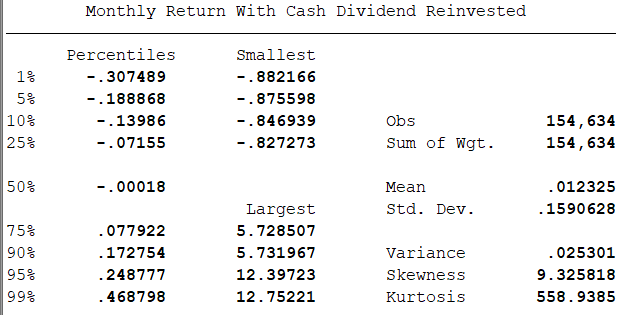 Monthly Return With Cash Dividend Reinvested
Percentiles Smallest
1% -.307489 -.882166
5% -.188868 -.875598
10% -.13986 -.846939 Obs 154,634
25% -.07155 -.827273 Sum of Wgt. 154,634
50% -.00018 Mean .012325
Largest Std. Dev. .1590628
75% .077922 5.728507
90% .172754 5.731967 Variance .025301
95% .248777 12.39723 Skewness 9.325818
99% .468798 12.75221 Kurtosis 558.9385